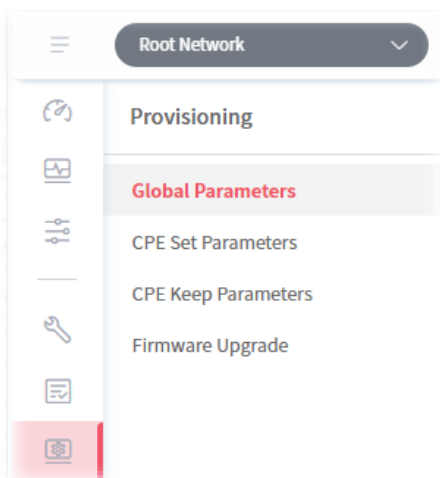 Root Network
Provisioning
Global Parameters
CPE Set Parameters
CPE Keep Parameters
Firmware Upgrade